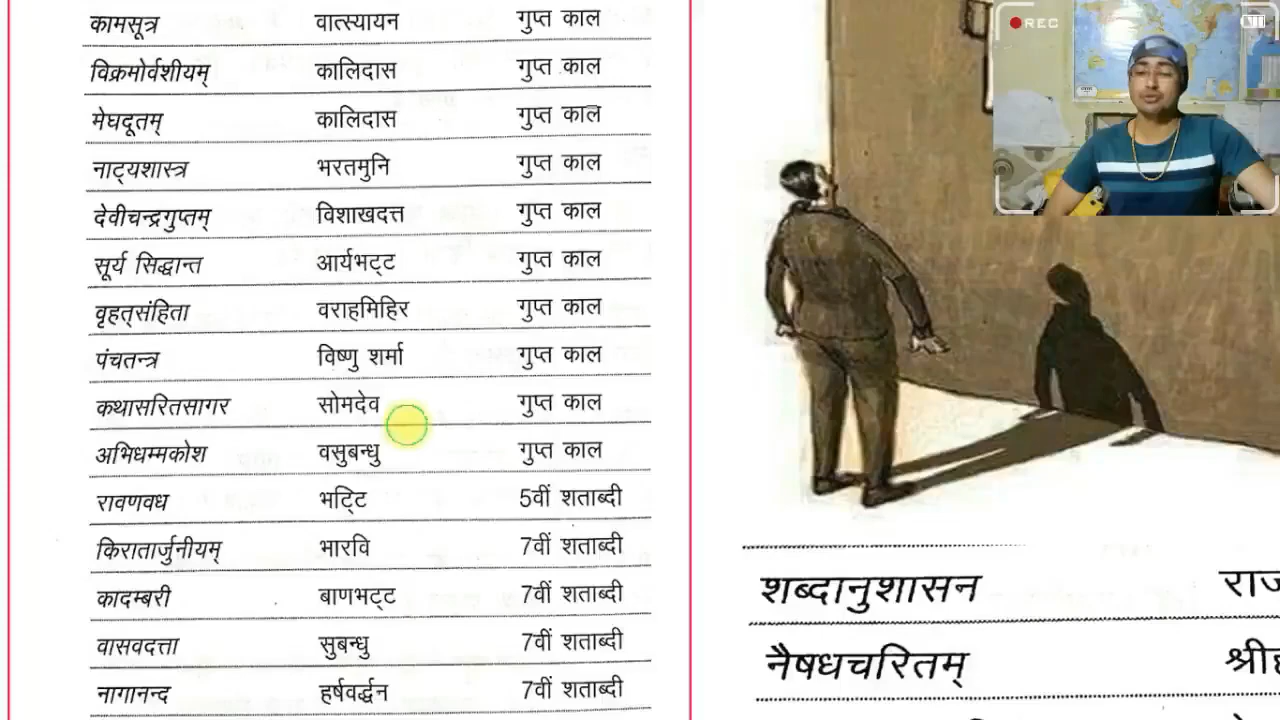 कामसूत्र वात्स्यायन गुप्त काल
विक्रमोर्वशीयम् कालिदास गुप्त काल
मेघदूतम् कालिदास गुप्त काल
नाट्यशास्त्र भरतमुनि गुप्त काल
देवीचन्द्रगुप्तम् विशाखदत्त गुप्त काल
सूर्य सिद्धान्त आर्यभट्ट गुप्त काल
वृहत्संहिता वराहमिहिर गुप्त काल
पंचतन्त्र विष्णु शर्मा गुप्त काल
कथासरितसागर सोमदेव गुप्त काल
अभिधम्मकोश वसुबन्धु गुप्त काल
रावणवध भट्टि 5वीं शताब्दी
किरातार्जुनीयम् भारवि 7वीं शताब्दी
कादम्बरी बाणभट्ट 7वीं शताब्दी
वासवदत्ता सुबन्धु 7वीं शताब्दी
नागानन्द हर्षवर्द्धन 7वीं शताब्दी
REC
शब्दानुशासन
नैषधचरितम्